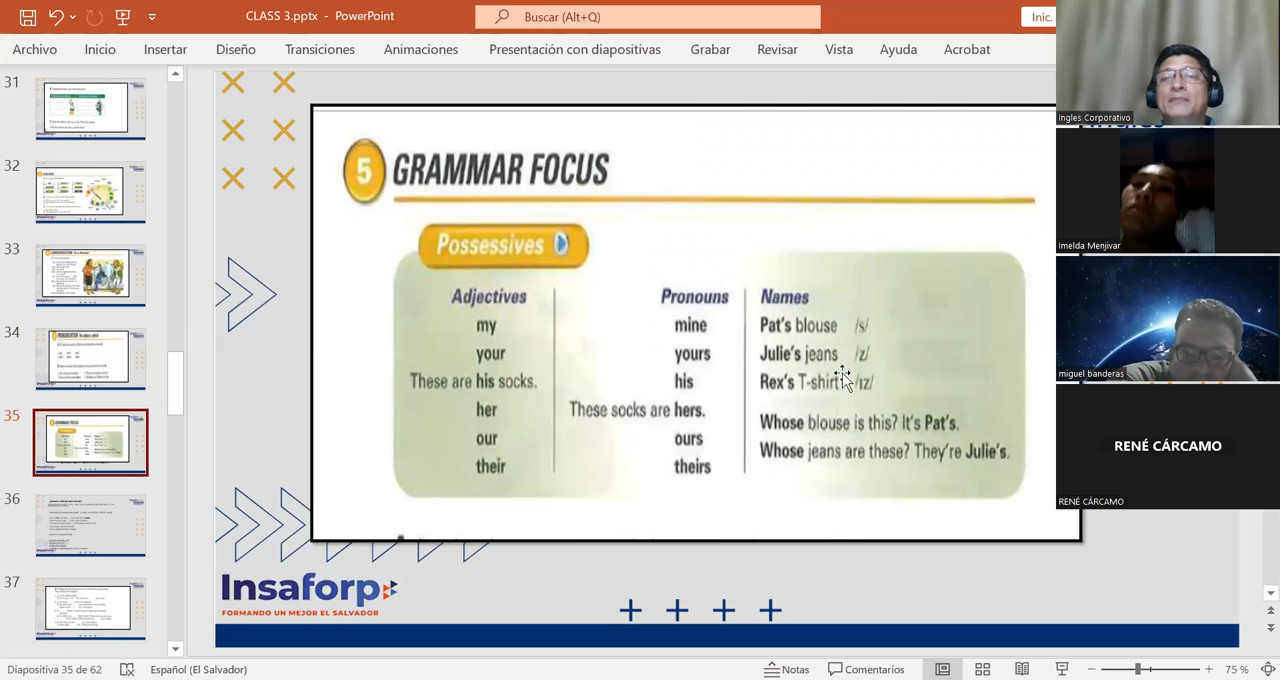 CLASS 3.pptx - PowerPoint
Buscar (Alt+Q)
Inic.
Archivo Inicio Insertar Diseño Transiciones Animaciones Presentación con diapositivas Grabar Revisar Vista Ayuda Acrobat
31
32
33
34
35
36
37
5 GRAMMAR FOCUS
Possessives
Adjectives Pronouns Names
my mine Pat's blouse /s/
your yours Julie's jeans /z/
These are his socks. his Rex's T-shirt /ɪz/
her These socks are hers.
Whose blouse is this? It's Pat's.
our ours
Whose jeans are these? They're Julie's.
their theirs
Insaforp
FORMANDO UN MEJOR EL SALVADOR
Ingles Corporativo
Imelda Menjivar
miguel banderas
RENÉ CÁRCAMO
RENÉ CÁRCAMO
Diapositiva 35 de 62 Español (El Salvador) Notas Comentarios 75 %